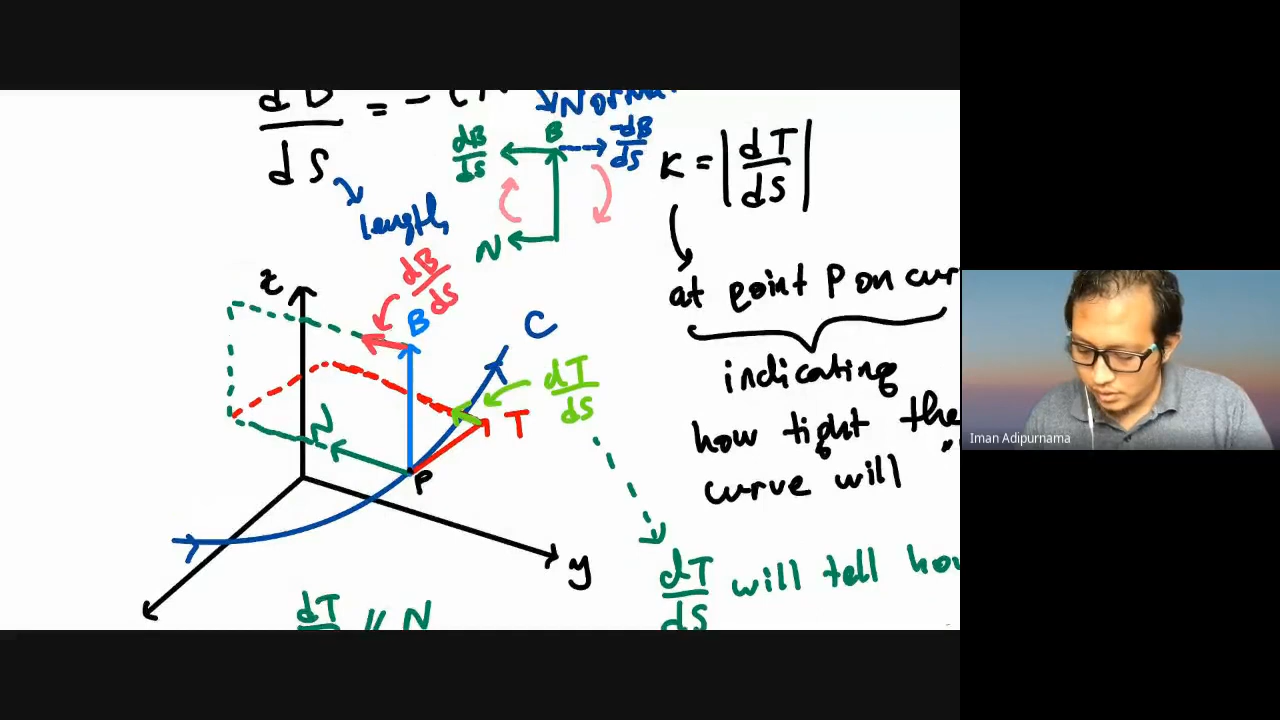 dB/dS = -τN
Normal
length
dB/dS
B
-dB/dS
N
K = |dT/dS|
at point P on cur
indicating
how tight the
curve will
z
dB/dS
B
C
dT/dS
T
N
P
y
dT/dS will tell how
dT // N
Iman Adipurnama